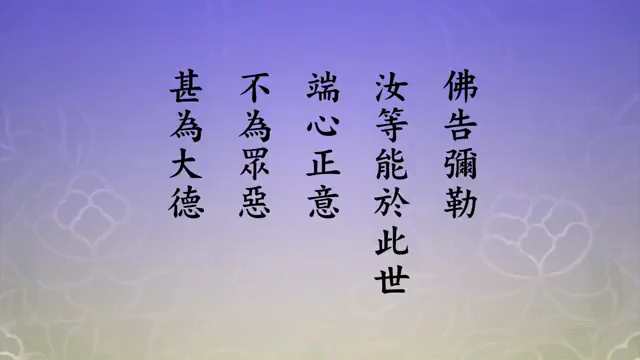 佛告彌勒
汝等能於此世
端心正意
不為眾惡
甚為大德